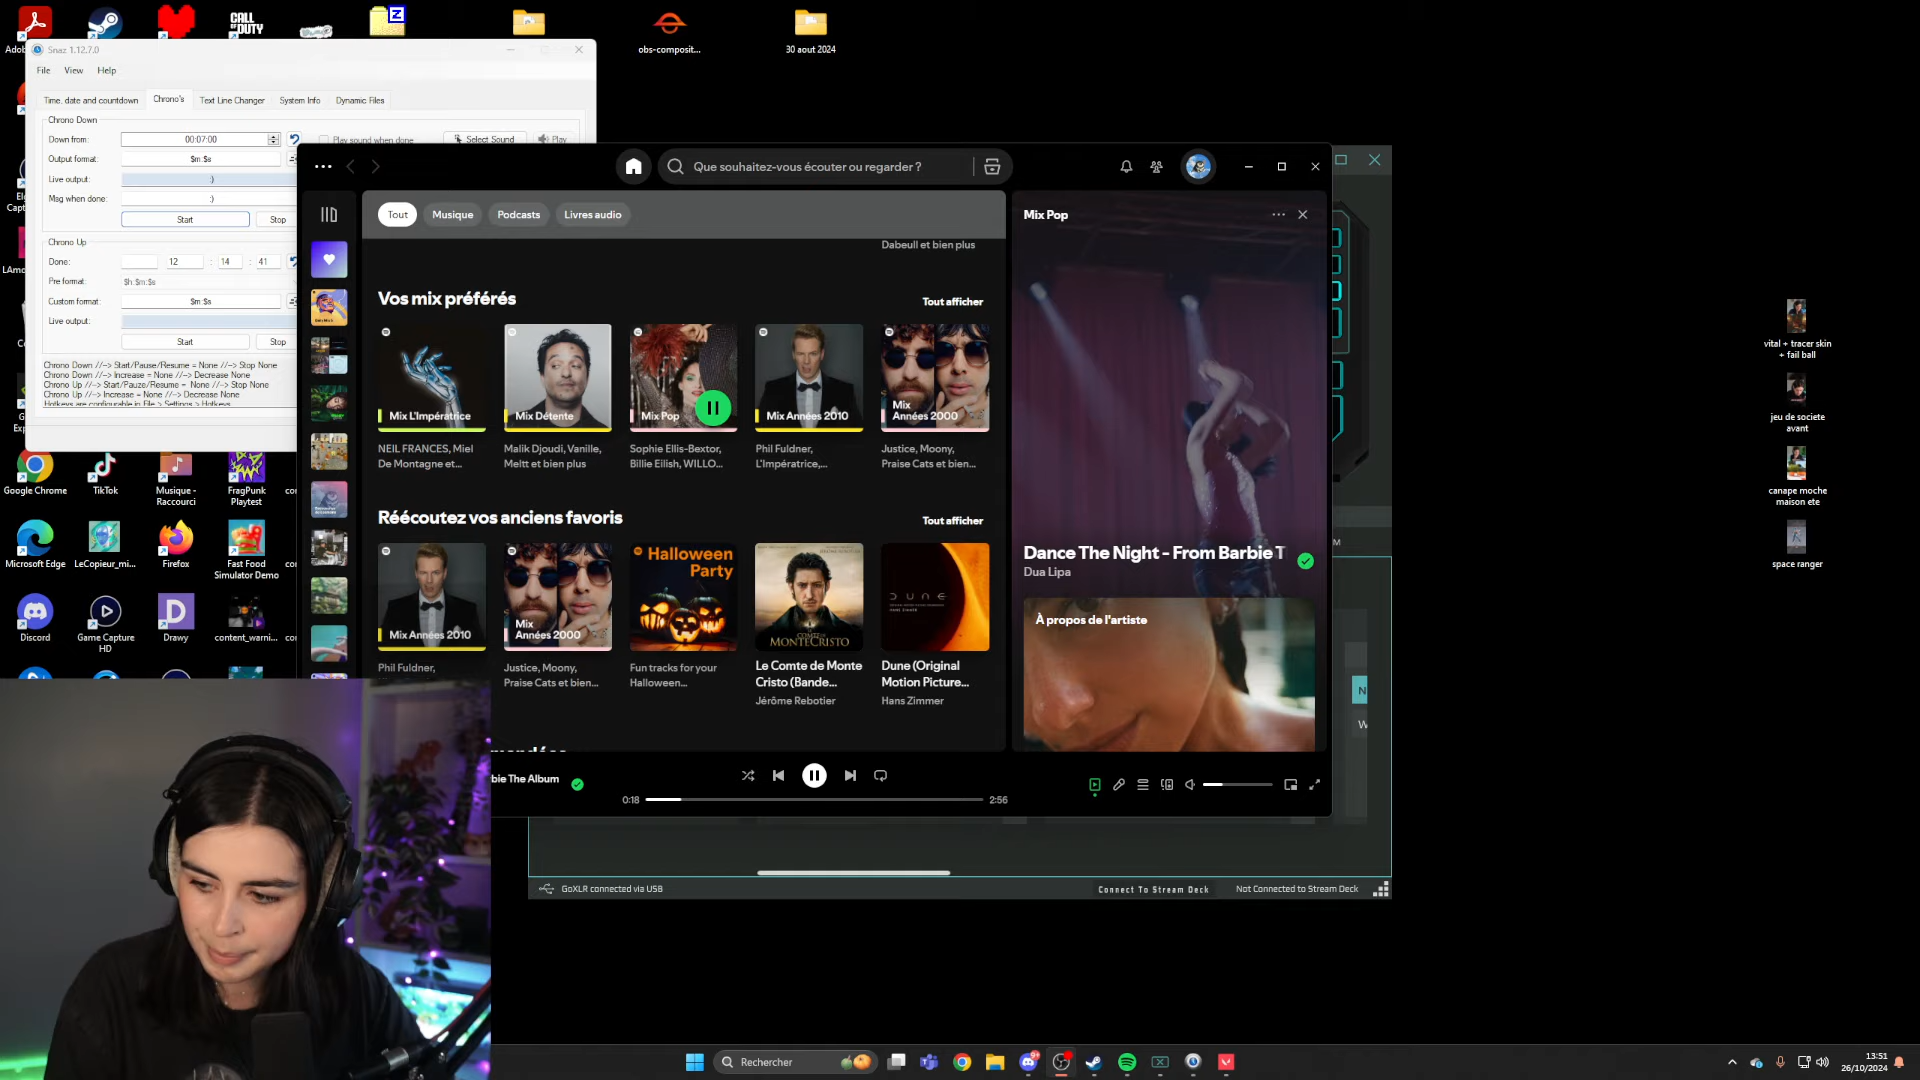 obs-composit...
30 aout 2024
CALL OF DUTY
Z
Snaz 1.12.7.0
File
View
Help
Time, date and countdown
Chrono's
Text Line Changer
System Info
Dynamic Files
Chrono Down
Down from:
00:07:00
Play sound when done
Select Sound
Play
Output format:
$m:$s
Live output:
:)
Msg when done:
:)
Start
Stop
Chrono Up
Done:
12 : 14 : 41
Pre format:
$h:$m:$s
Custom format:
$m:$s
Live output:
Start
Stop
Chrono Down //--> Start/Pause/Resume = None //--> Stop None
Chrono Down //--> Increase = None //--> Decrease None
Chrono Up //--> Start/Pauze/Resume = None //--> Stop None
Chrono Up //--> Increase = None //--> Decrease None
Hotkeys are configurable in File > Settings > Hotkeys
Que souhaitez-vous écouter ou regarder ?
Tout
Musique
Podcasts
Livres audio
Dabeull et bien plus
Vos mix préférés
Tout afficher
Mix L'Impératrice
NEIL FRANCES, Miel
De Montagne et...
Mix Détente
Malik Djoudi, Vanille,
Meltt et bien plus
Mix Pop
Sophie Ellis-Bextor,
Billie Eilish, WILLO...
Mix Années 2010
Phil Fuldner,
L'Impératrice,...
Mix
Années 2000
Justice, Moony,
Praise Cats et bien...
Réécoutez vos anciens favoris
Tout afficher
Mix Années 2010
Phil Fuldner,
Mix
Années 2000
Justice, Moony,
Praise Cats et bien...
Halloween
Party
Fun tracks for your
Halloween...
MONTECRISTO
Le Comte de Monte
Cristo (Bande...
Jérôme Rebotier
DUNE
Dune (Original
Motion Picture...
Hans Zimmer
Mix Pop
Dance The Night - From Barbie T
Dua Lipa
À propos de l'artiste
bie The Album
0:18
2:56
GoXLR connected via USB
Connect To Stream Deck
Not Connected to Stream Deck
vital + tracer skin
+ fail ball
jeu de societe
avant
canape moche
maison ete
space ranger
Google Chrome
TikTok
Musique -
Raccourci
FragPunk
Playtest
Microsoft Edge
LeCopieur_mi...
Firefox
Fast Food
Simulator Demo
Discord
Game Capture
HD
Drawy
content_warni...
Rechercher
13:51
26/10/2024